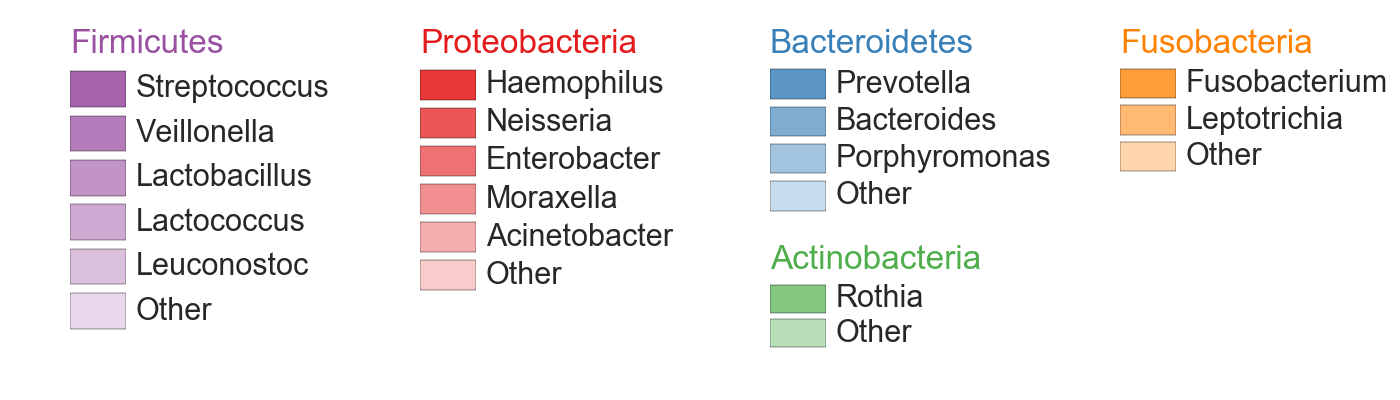 Firmicutes
Streptococcus
Veillonella
Lactobacillus
Lactococcus
Leuconostoc
Other
Proteobacteria
Haemophilus
Neisseria
Enterobacter
Moraxella
Acinetobacter
Other
Bacteroidetes
Prevotella
Bacteroides
Porphyromonas
Other
Actinobacteria
Rothia
Other
Fusobacteria
Fusobacterium
Leptotrichia
Other